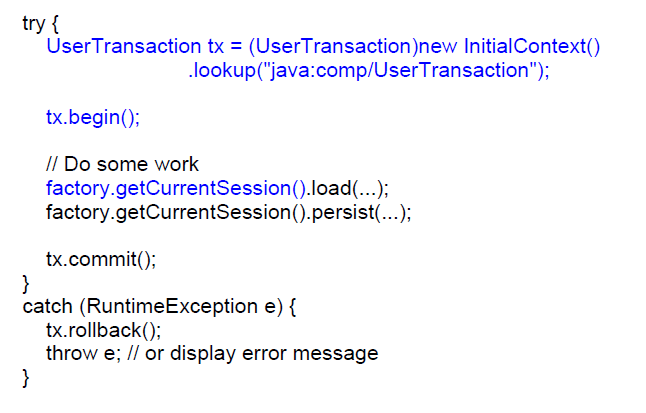 try {
UserTransaction tx = (UserTransaction)new InitialContext()
.lookup("java:comp/UserTransaction");
tx.begin();
// Do some work
factory.getCurrentSession().load(...);
factory.getCurrentSession().persist(...);
tx.commit();
}
catch (RuntimeException e) {
tx.rollback();
throw e; // or display error message
}